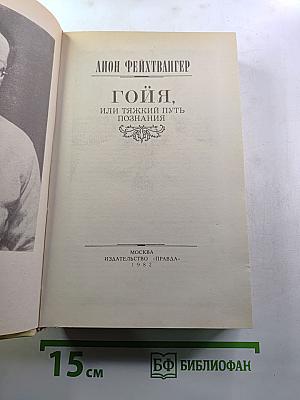 ЛИОН ФЕЙХТВАНГЕР
ГОЙЯ,
ИЛИ ТЯЖКИЙ ПУТЬ
ПОЗНАНИЯ
МОСКВА
ИЗДАТЕЛЬСТВО «ПРАВДА»
1982
15 см
БФ БИБЛИОФАН